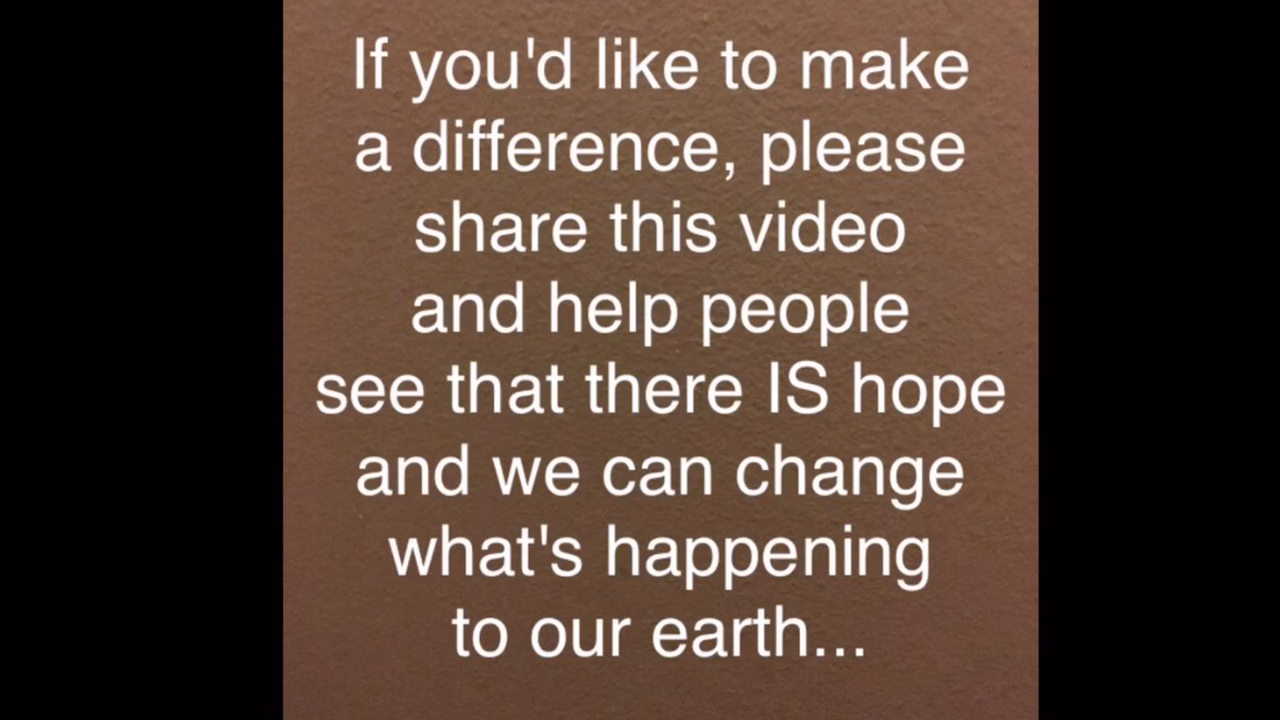 If you'd like to make
a difference, please
share this video
and help people
see that there IS hope
and we can change
what's happening
to our earth...